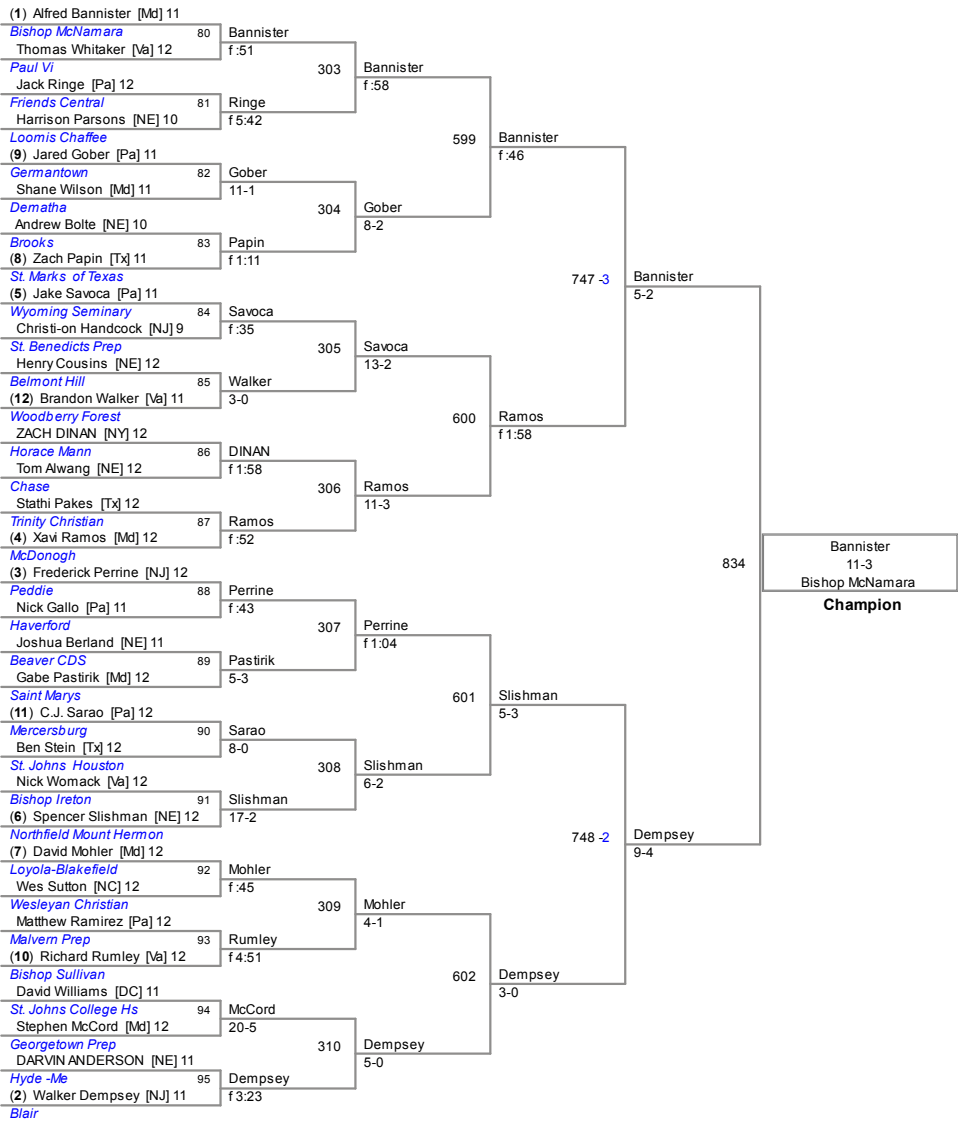 (1) Alfred Bannister [Md] 11
Bishop McNamara
80
Bannister
Thomas Whitaker [Va] 12
f :51
Paul Vi
303
Bannister
Jack Ringe [Pa] 12
f :58
Friends Central
81
Ringe
Harrison Parsons [NE] 10
f 5:42
Loomis Chaffee
599
Bannister
(9) Jared Gober [Pa] 11
f :46
Germantown
82
Gober
Shane Wilson [Md] 11
11-1
Dematha
304
Gober
Andrew Bolte [NE] 10
8-2
Brooks
83
Papin
(8) Zach Papin [Tx] 11
f 1:11
St. Marks of Texas
747 -3
Bannister
(5) Jake Savoca [Pa] 11
5-2
Wyoming Seminary
84
Savoca
Christi-on Handcock [NJ] 9
f :35
St. Benedicts Prep
305
Savoca
Henry Cousins [NE] 12
13-2
Belmont Hill
85
Walker
(12) Brandon Walker [Va] 11
3-0
Woodberry Forest
600
Ramos
ZACH DINAN [NY] 12
f 1:58
Horace Mann
86
DINAN
Tom Alwang [NE] 12
f 1:58
Chase
306
Ramos
Stathi Pakes [Tx] 12
11-3
Trinity Christian
87
Ramos
(4) Xavi Ramos [Md] 12
f :52
McDonogh
834
Bannister
11-3
Bishop McNamara
Champion
(3) Frederick Perrine [NJ] 12
Peddie
88
Perrine
Nick Gallo [Pa] 11
f :43
Haverford
307
Perrine
Joshua Berland [NE] 11
f 1:04
Beaver CDS
89
Pastirik
Gabe Pastirik [Md] 12
5-3
Saint Marys
601
Slishman
(11) C.J. Sarao [Pa] 12
5-3
Mercersburg
90
Sarao
Ben Stein [Tx] 12
8-0
St. Johns Houston
308
Slishman
Nick Womack [Va] 12
6-2
Bishop Ireton
91
Slishman
(6) Spencer Slishman [NE] 12
17-2
Northfield Mount Hermon
748 -2
Dempsey
(7) David Mohler [Md] 12
9-4
Loyola-Blakefield
92
Mohler
Wes Sutton [NC] 12
f :45
Wesleyan Christian
309
Mohler
Matthew Ramirez [Pa] 12
4-1
Malvern Prep
93
Rumley
(10) Richard Rumley [Va] 12
f 4:51
Bishop Sullivan
602
Dempsey
David Williams [DC] 11
3-0
St. Johns College Hs
94
McCord
Stephen McCord [Md] 12
20-5
Georgetown Prep
310
Dempsey
DARVIN ANDERSON [NE] 11
5-0
Hyde -Me
95
Dempsey
(2) Walker Dempsey [NJ] 11
f 3:23
Blair